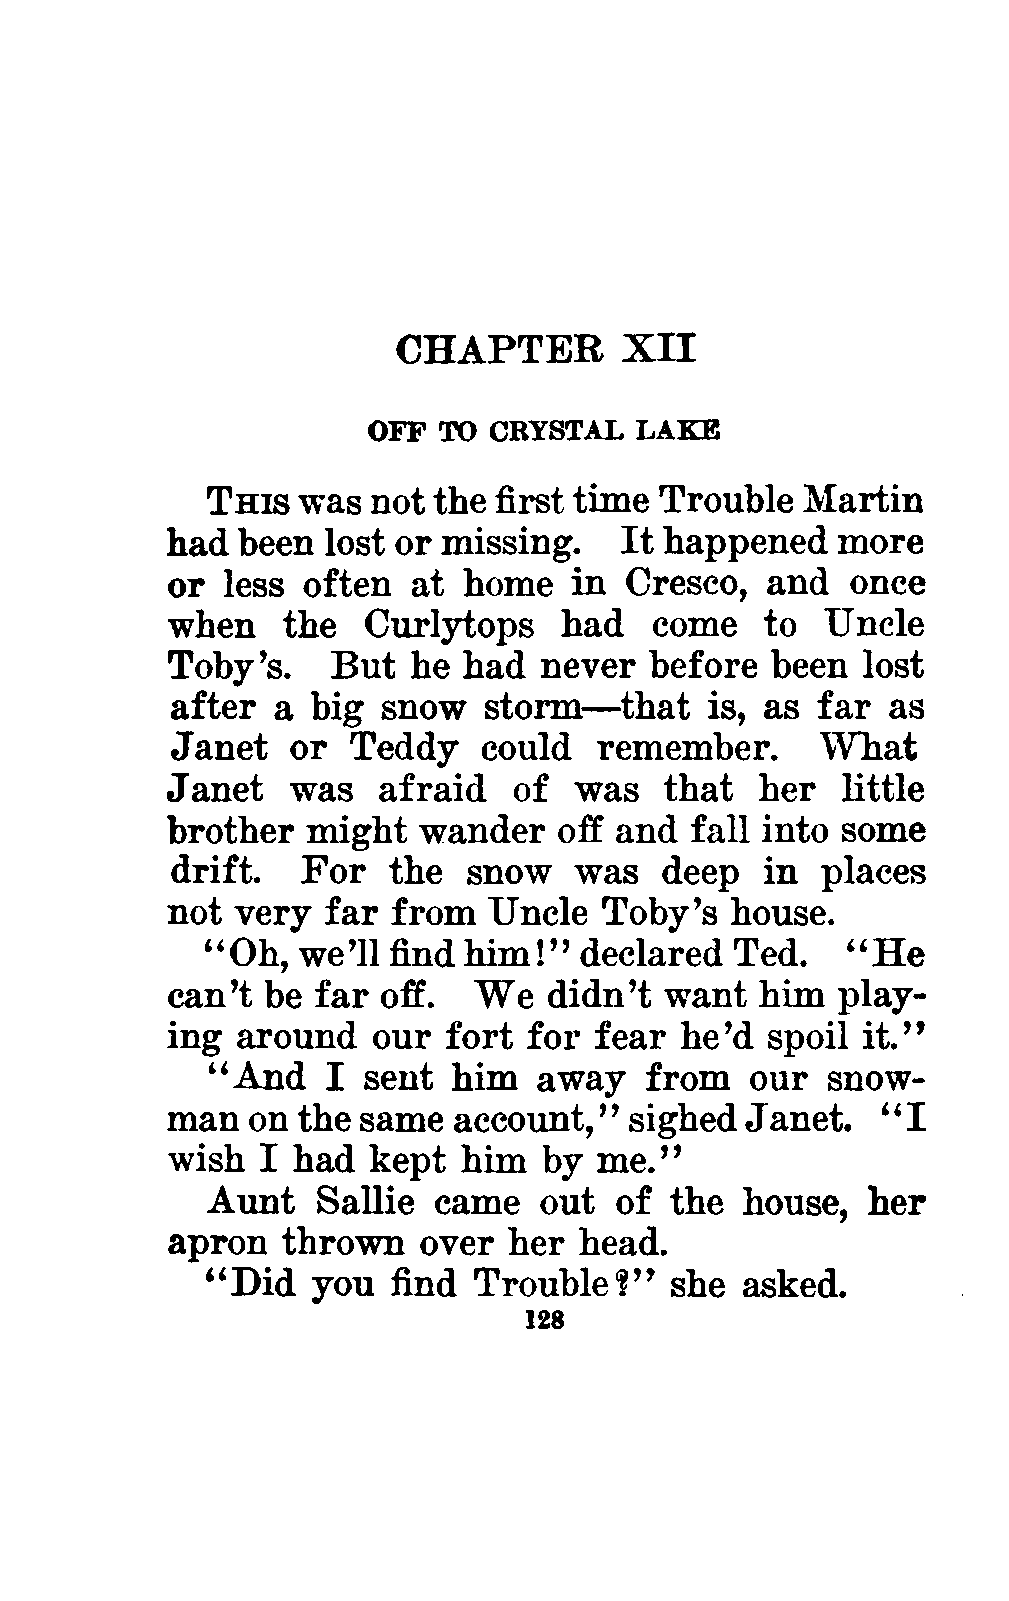 CHAPTER XII
OFF TO CRYSTAL LAKE
THIS was not the first time Trouble Martin
had been lost or missing. It happened more
or less often at home in Cresco, and once
when the Curlytops had come to Uncle
Toby's. But he had never before been lost
after a big snow storm—that is, as far as
Janet or Teddy could remember. What
Janet was afraid of was that her little
brother might wander off and fall into some
drift. For the snow was deep in places
not very far from Uncle Toby's house.
"Oh, we'll find him!" declared Ted. "He
can't be far off. We didn't want him play-
ing around our fort for fear he'd spoil it."
"And I sent him away from our snow-
man on the same account," sighed Janet. "I
wish I had kept him by me."
Aunt Sallie came out of the house, her
apron thrown over her head.
"Did you find Trouble?" she asked.
128